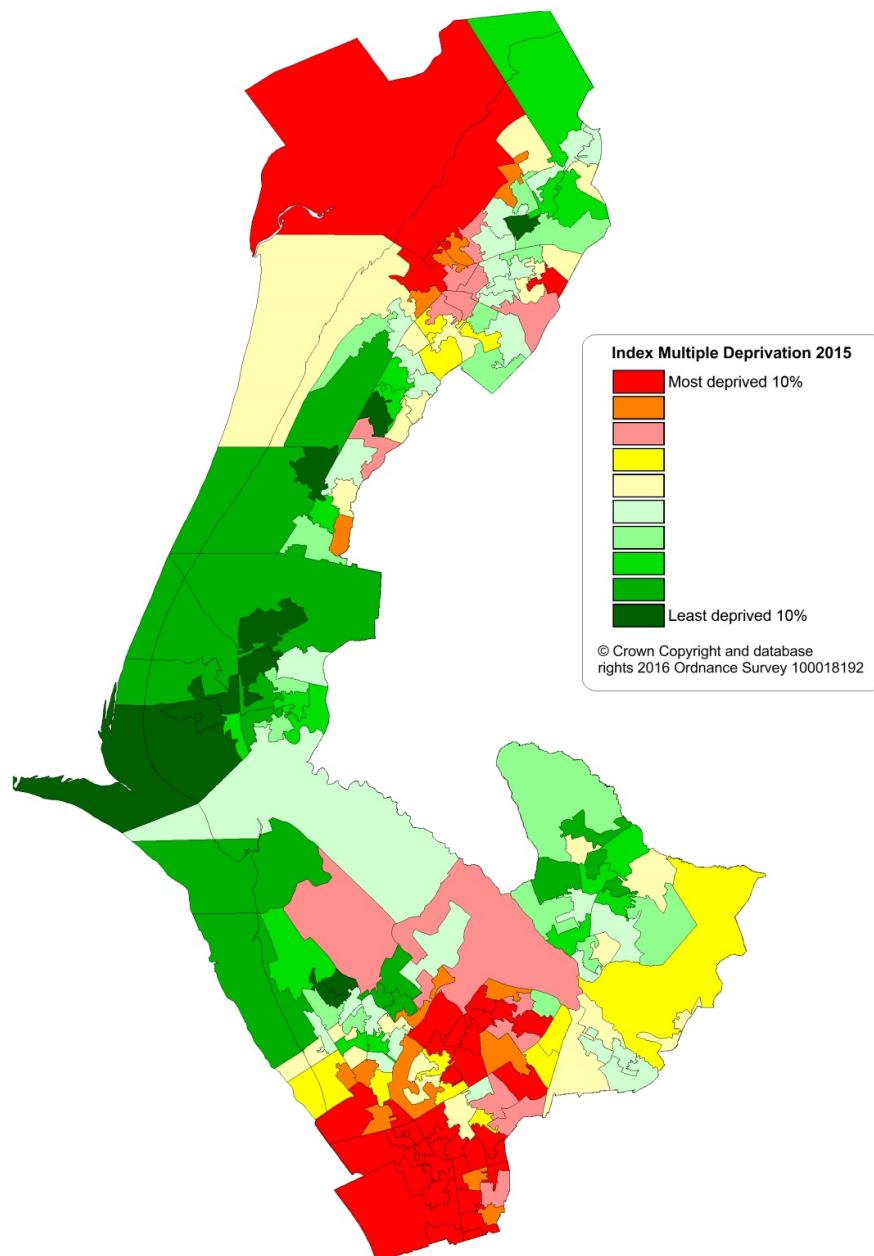 Index Multiple Deprivation 2015
Most deprived 10%
Least deprived 10%
© Crown Copyright and database
rights 2016 Ordnance Survey 100018192